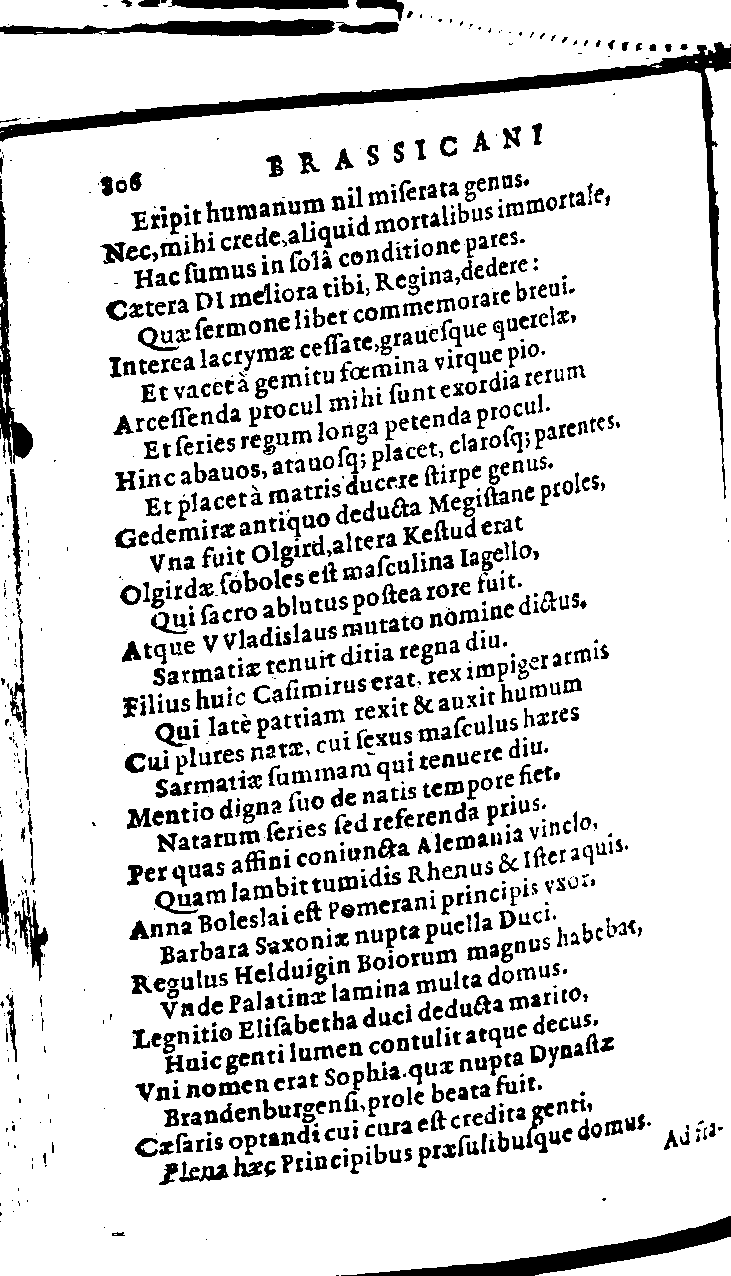 206 BRASSICANI
Eripit humanum nil miſerata genus.
Nec, mihi crede, aliquid mortalibus immortale,
Hac ſumus in ſolâ conditione pares.
Cætera DI meliora tibi, Regina, dedere:
Quæ ſermone libet commemorare breui.
Interea lacrymæ ceſſate, graueſque querelæ,
Et vacet à gemitu fœmina virque pio.
Arceſſenda procul mihi ſunt exordia rerum
Et ſeries regum longa petenda procul.
Hinc abauos, atauoſq; placet, claroſq; parentes.
Et placet à matris ducere ſtirpe genus.
Gedemiræ antiquo deducta Megiſtane proles,
Vna fuit Olgird, altera Keſtud erat
Olgirdæ ſoboles eſt maſculina Iagello,
Qui ſacro ablutus poſtea rore fuit.
Atque VVladislaus mutato nomine dictus,
Sarmatiæ tenuit ditia regna diu.
Filius huic Caſimirus erat, rex impiger armis
Qui latè pattiam rexit & auxit humum
Cui plures natæ, cui ſexus maſculus hæres
Sarmatiæ ſummam qui tenuere diu.
Mentio digna ſuo de natis tempore fiet,
Natarum ſeries ſed referenda prius.
Per quas affini coniuncta Alemania vinclo,
Quam lambit tumidis Rhenus & Iſter aquis.
Anna Boleslai eſt Pomerani principis vxor,
Barbara Saxoniæ nupta puella Duci.
Regulus Helduigin Boiorum magnus habebat,
Vnde Palatinæ lamina multa domus.
Legnitio Eliſabetha duci deducta marito,
Huic genti lumen contulit atque decus.
Vni nomen erat Sophia. quæ nupta Dynaſtæ
Brandenburgenſi, prole beata fuit.
Cæſaris optandi cui cura eſt credita genti,
Plena hæc Principibus præſulibuſque domus.